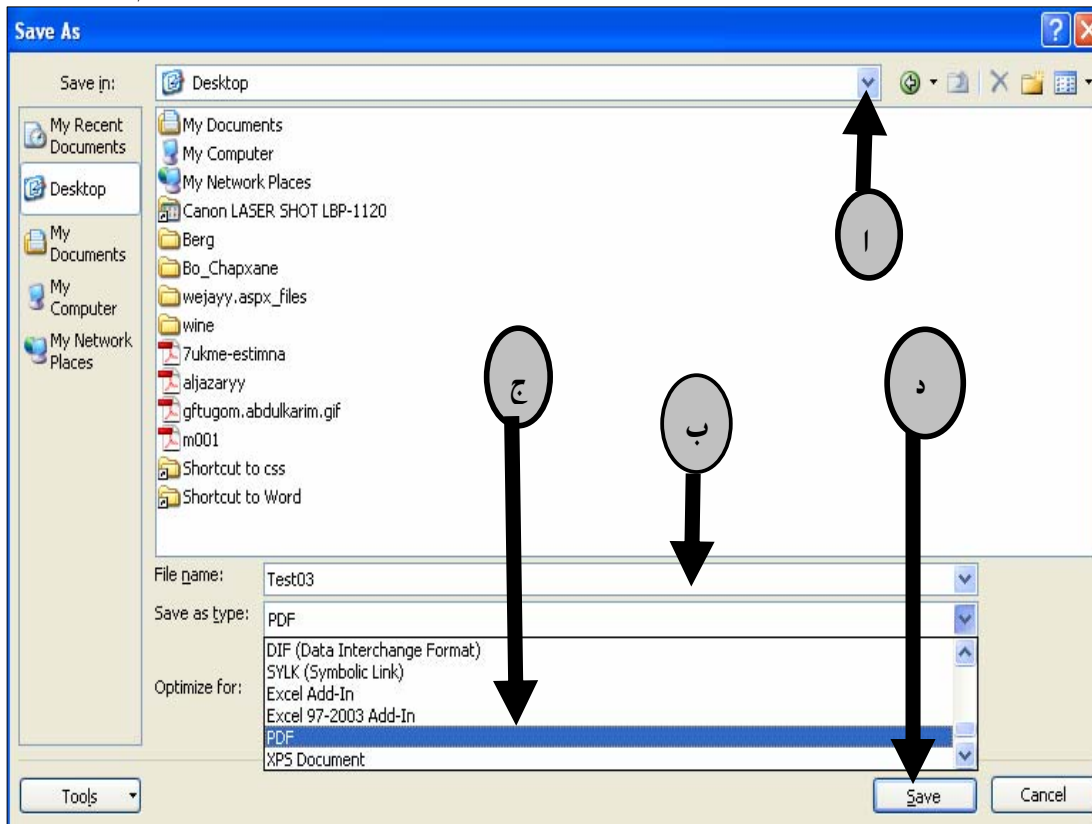 Save As
Save in:
Desktop
My Recent
Documents
Desktop
My
Documents
My
Computer
My Network
Places
My Documents
My Computer
My Network Places
Canon LASER SHOT LBP-1120
Berg
Bo_Chapxane
wejayy.aspx_files
wine
7ukme-estimna
aljazaryy
gftugom.abdulkarim.gif
m001
Shortcut to css
Shortcut to Word
ا
ج
ب
د
File name:
Test03
Save as type:
PDF
DIF (Data Interchange Format)
SYLK (Symbolic Link)
Optimize for:
Excel Add-In
Excel 97-2003 Add-In
PDF
XPS Document
Tools
Save
Cancel